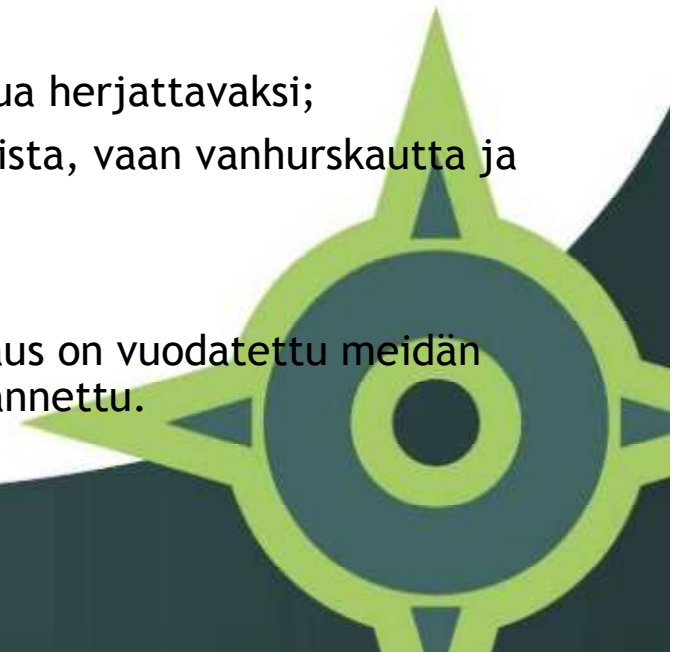 ua herjattavaksi;
ista, vaan vanhurskautta ja
aus on vuodatettu meidän
annettu.